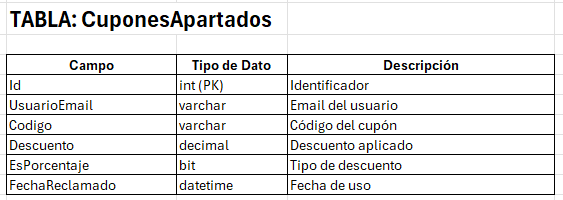 TABLA: CuponesApartados
Campo Tipo de Dato Descripción
Id int (PK) Identificador
UsuarioEmail varchar Email del usuario
Codigo varchar Código del cupón
Descuento decimal Descuento aplicado
EsPorcentaje bit Tipo de descuento
FechaReclamado datetime Fecha de uso